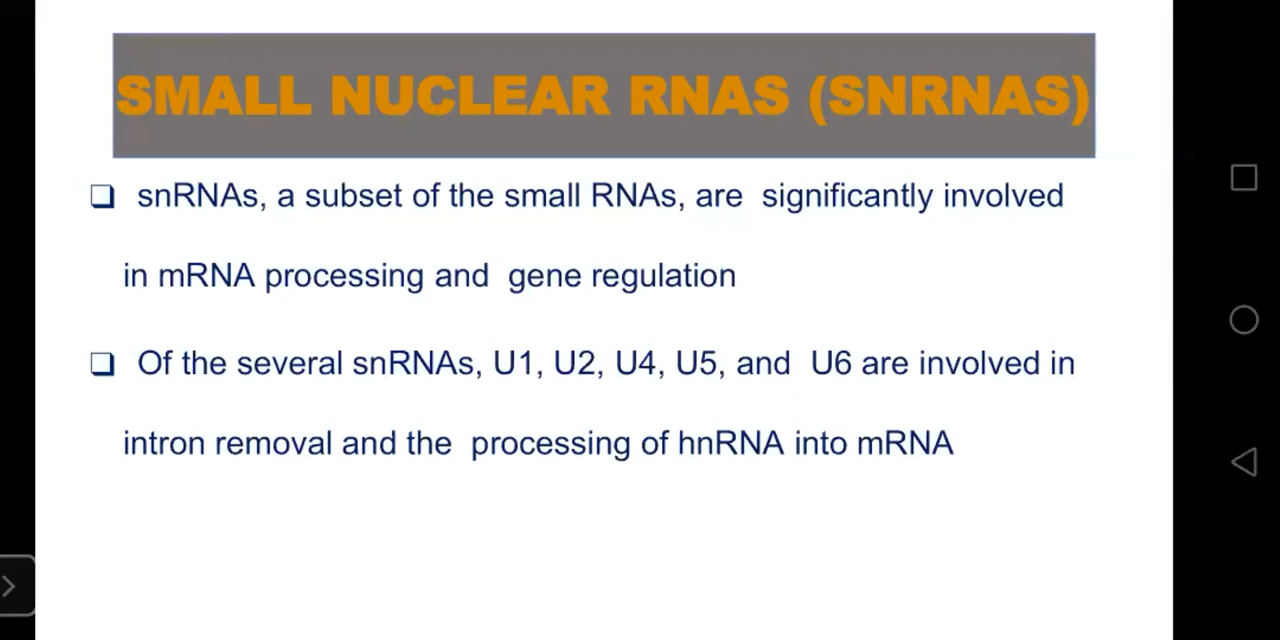 SMALL NUCLEAR RNAS (SNRNAS)
snRNAs, a subset of the small RNAs, are significantly involved
in mRNA processing and gene regulation
Of the several snRNAs, U1, U2, U4, U5, and U6 are involved in
intron removal and the processing of hnRNA into mRNA